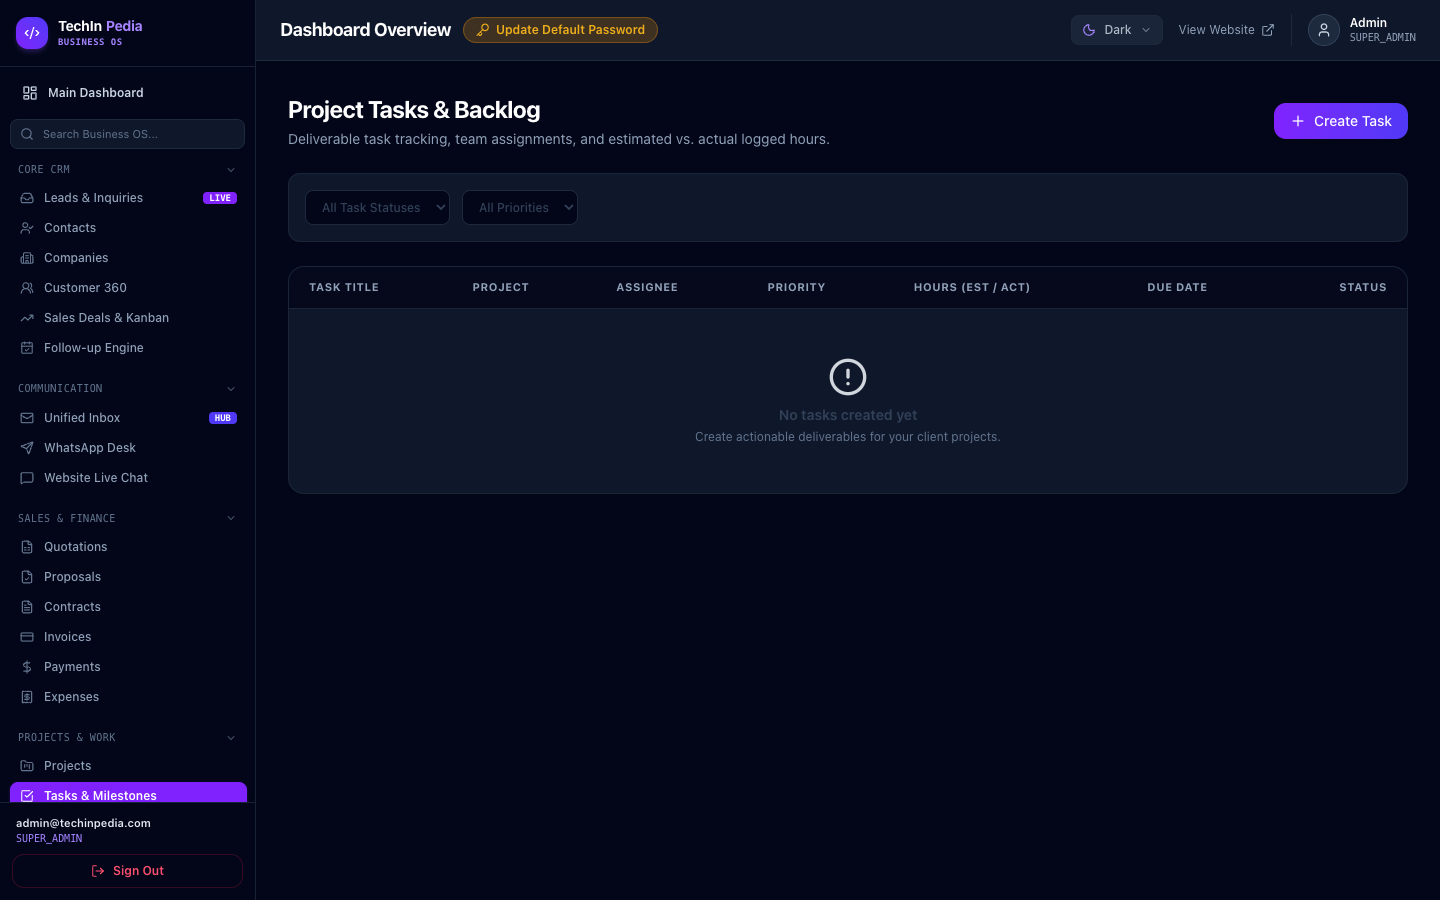 TechIn Pedia
BUSINESS OS
Main Dashboard
Search Business OS...
CORE CRM
Leads & Inquiries LIVE
Contacts
Companies
Customer 360
Sales Deals & Kanban
Follow-up Engine
COMMUNICATION
Unified Inbox HUB
WhatsApp Desk
Website Live Chat
SALES & FINANCE
Quotations
Proposals
Contracts
Invoices
Payments
Expenses
PROJECTS & WORK
Projects
Tasks & Milestones
admin@techinpedia.com
SUPER_ADMIN
Sign Out
Dashboard Overview Update Default Password Dark View Website Admin
SUPER_ADMIN
Project Tasks & Backlog
Deliverable task tracking, team assignments, and estimated vs. actual logged hours.
Create Task
All Task Statuses All Priorities
TASK TITLE PROJECT ASSIGNEE PRIORITY HOURS (EST / ACT) DUE DATE STATUS
No tasks created yet
Create actionable deliverables for your client projects.